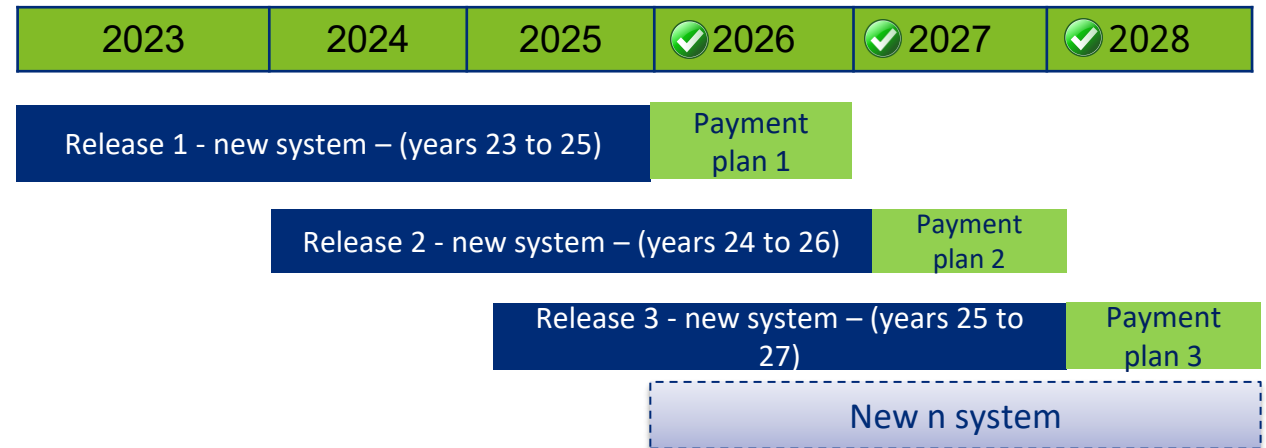 2023 2024 2025 2026 2027 2028
Release 1 - new system – (years 23 to 25)
Payment
plan 1
Release 2 - new system – (years 24 to 26)
Payment
plan 2
Release 3 - new system – (years 25 to
27)
Payment
plan 3
New n system